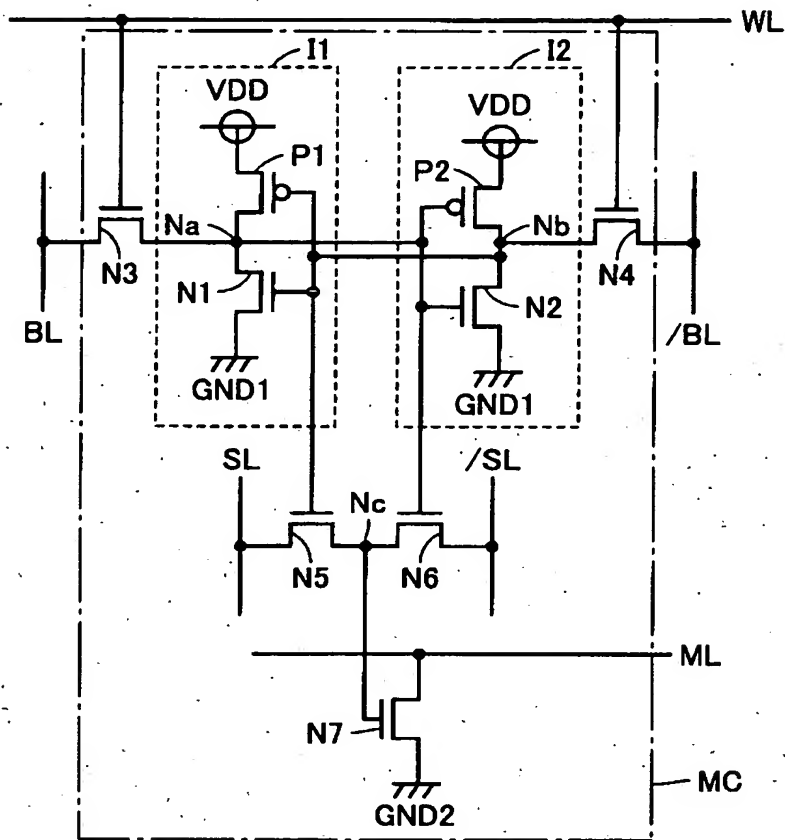 WL
I1
I2
VDD
VDD
P1
P2
Na
Nb
N3
N4
N1
N2
BL
/BL
GND1
GND1
SL
/SL
Nc
N5
N6
ML
N7
MC
GND2